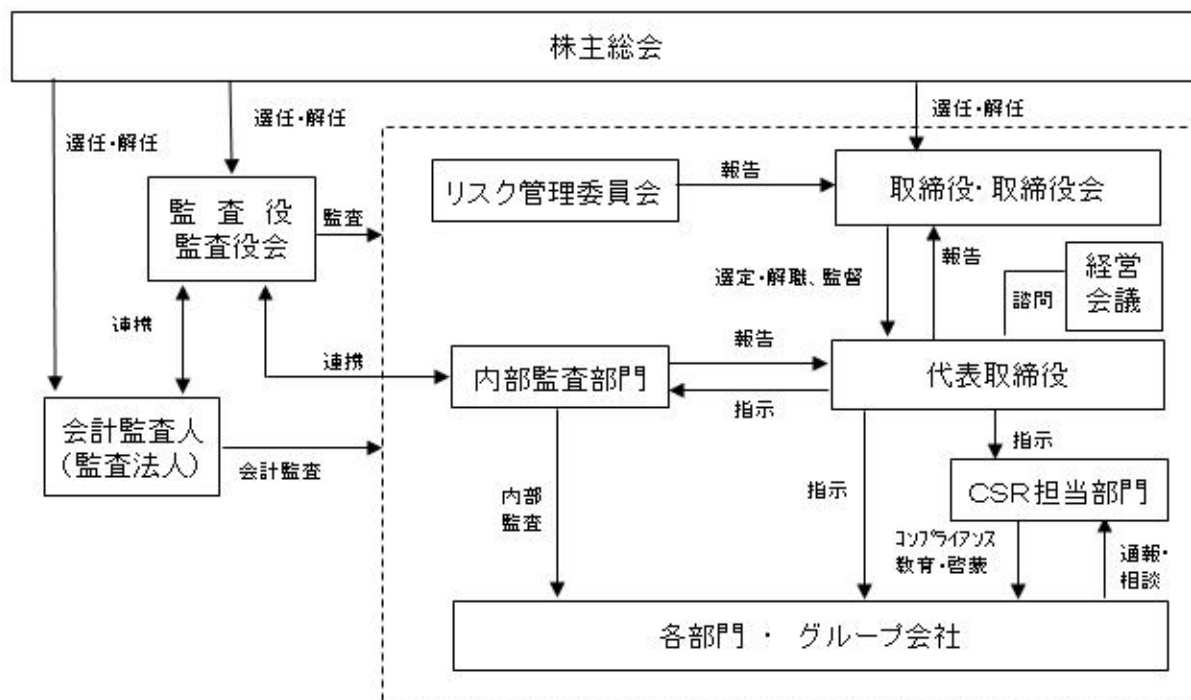 株主総会
選任・解任
選任・解任
選任・解任
リスク管理委員会
報告
取締役・取締役会
監査役
監査役会
監査
選定・解職、監督
報告
諮問
経営
会議
連携
連携
内部監査部門
報告
指示
代表取締役
会計監査人
(監査法人)
会計監査
内部
監査
指示
指示
CSR担当部門
コンプライアンス
教育・啓蒙
通報・
相談
各部門・グループ会社